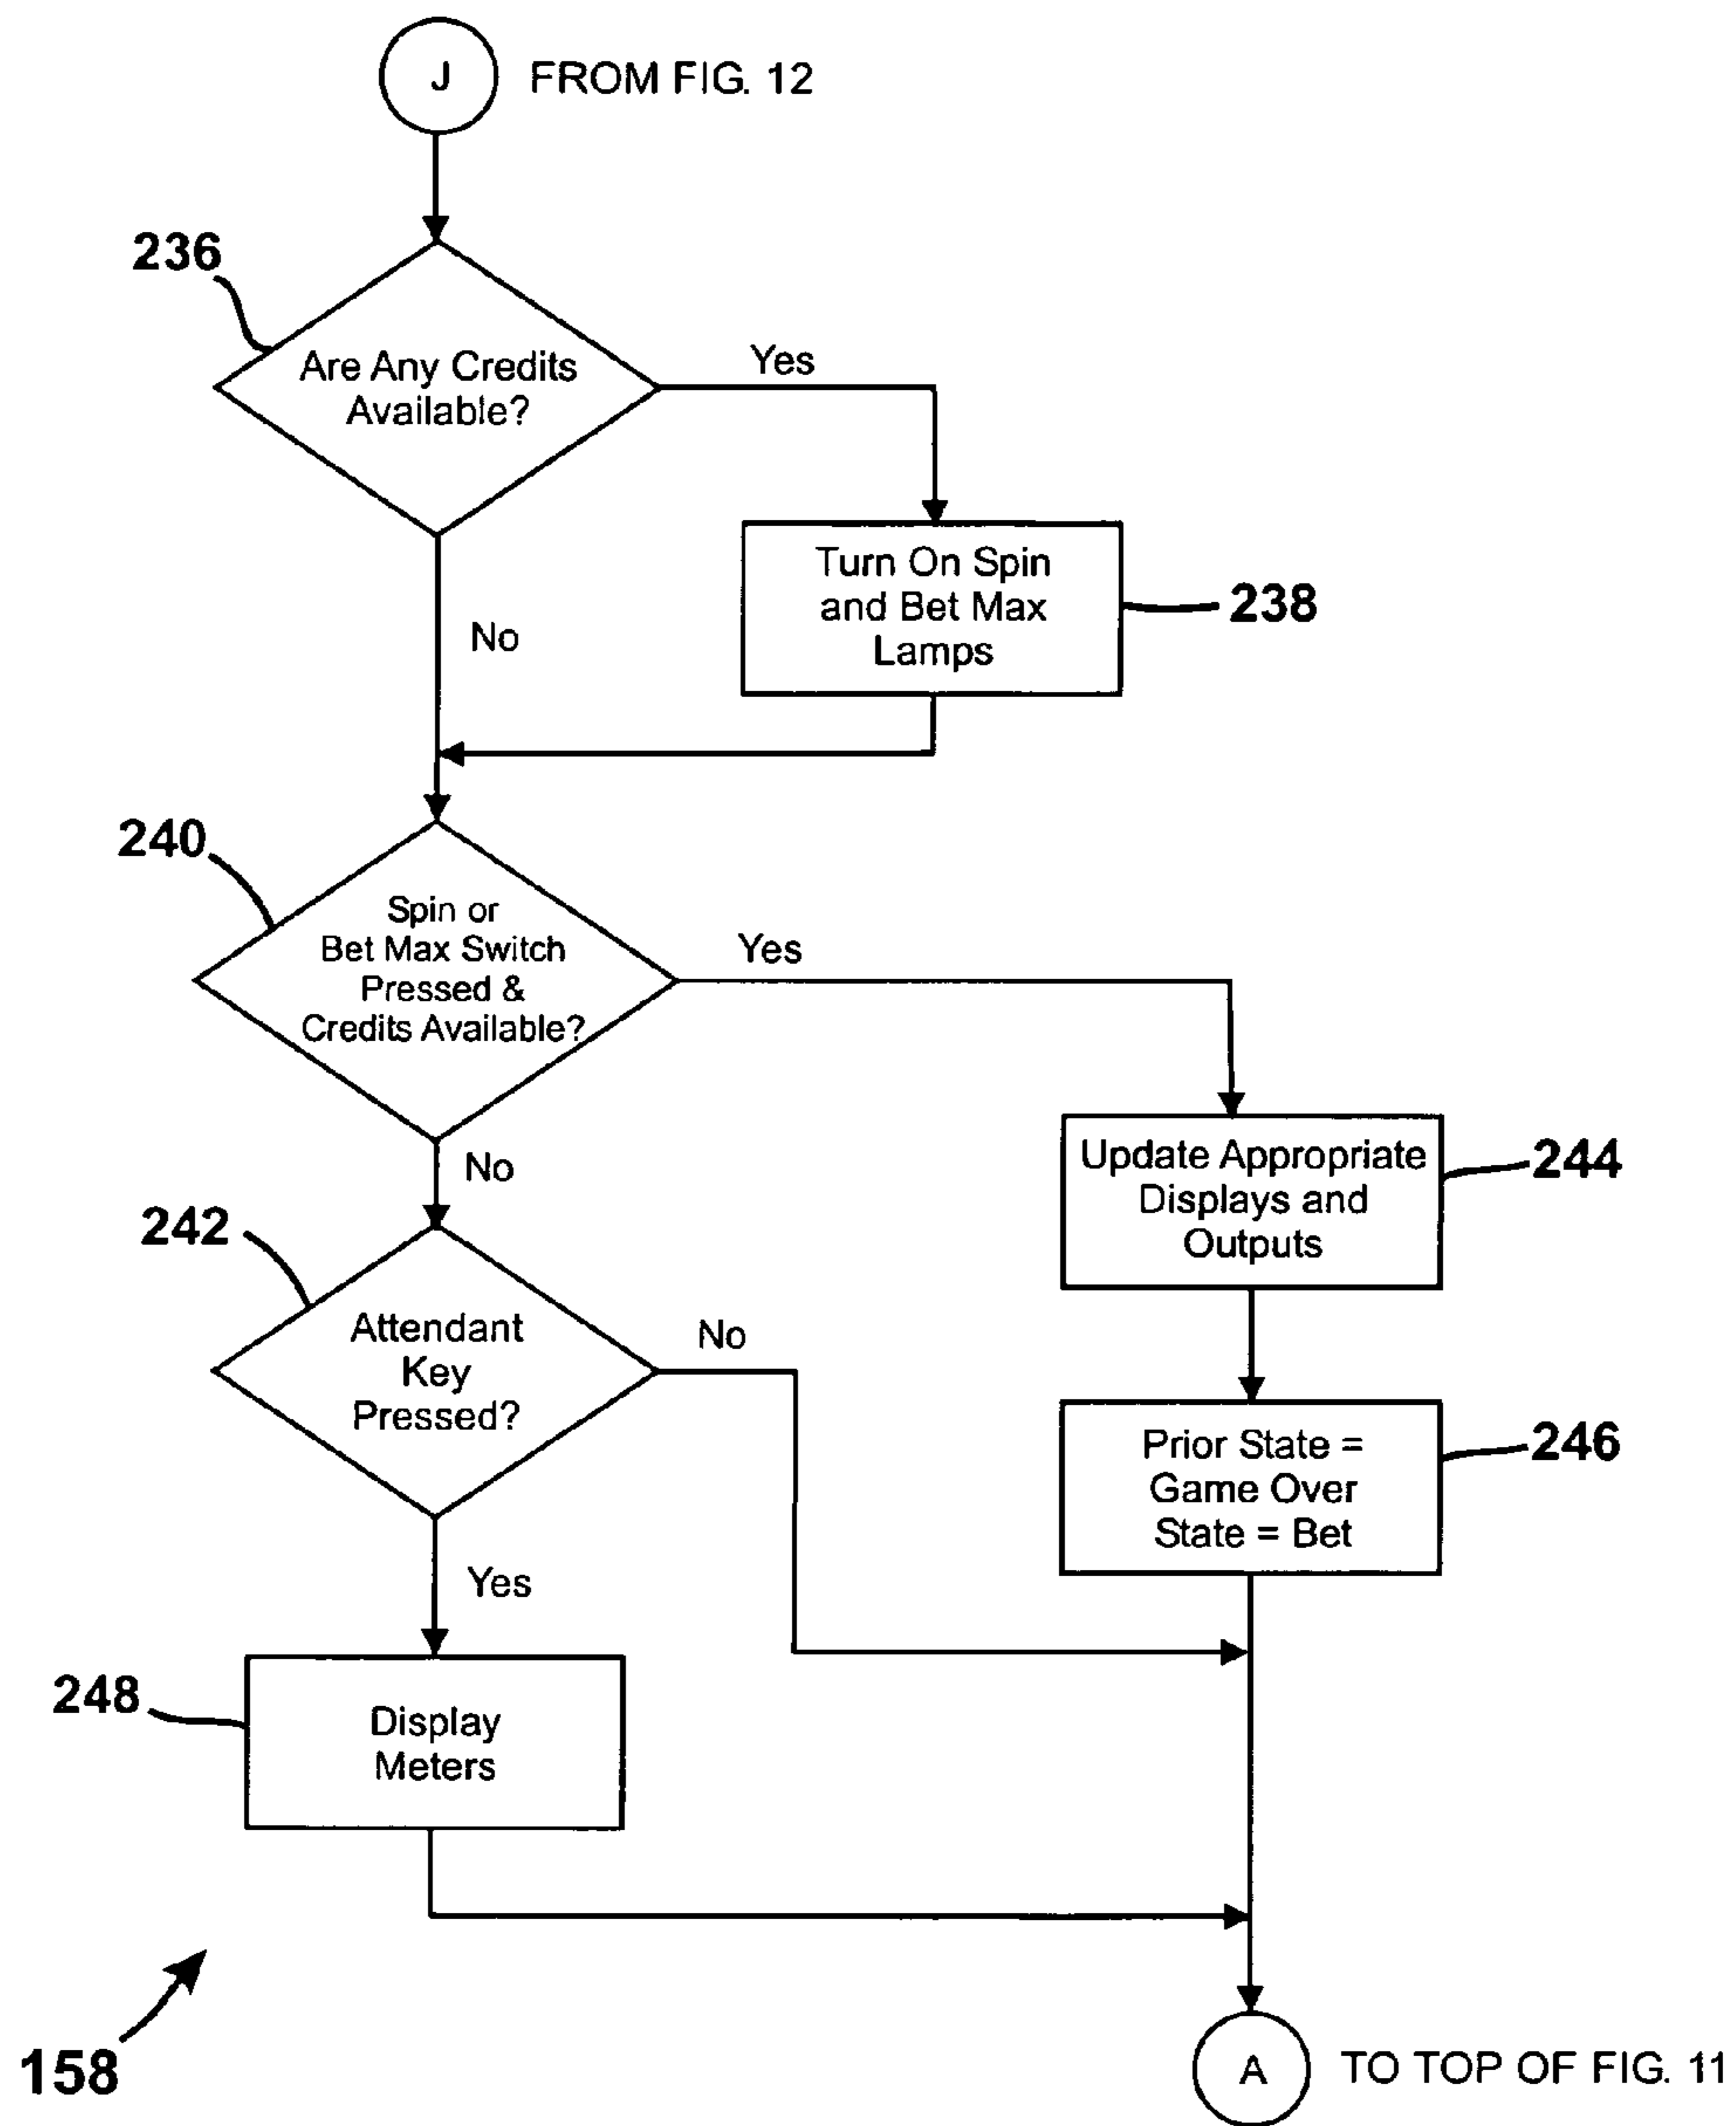 J FROM FIG. 12
236
Are Any Credits
Available?
Yes
Turn On Spin
and Bet Max
Lamps
238
No
240
Spin or
Bet Max Switch
Pressed &
Credits Available?
Yes
No
242
Attendant
Key
Pressed?
No
Update Appropriate
Displays and
Outputs
244
Prior State =
Game Over
State = Bet
246
Yes
248
Display
Meters
158
A TO TOP OF FIG. 11